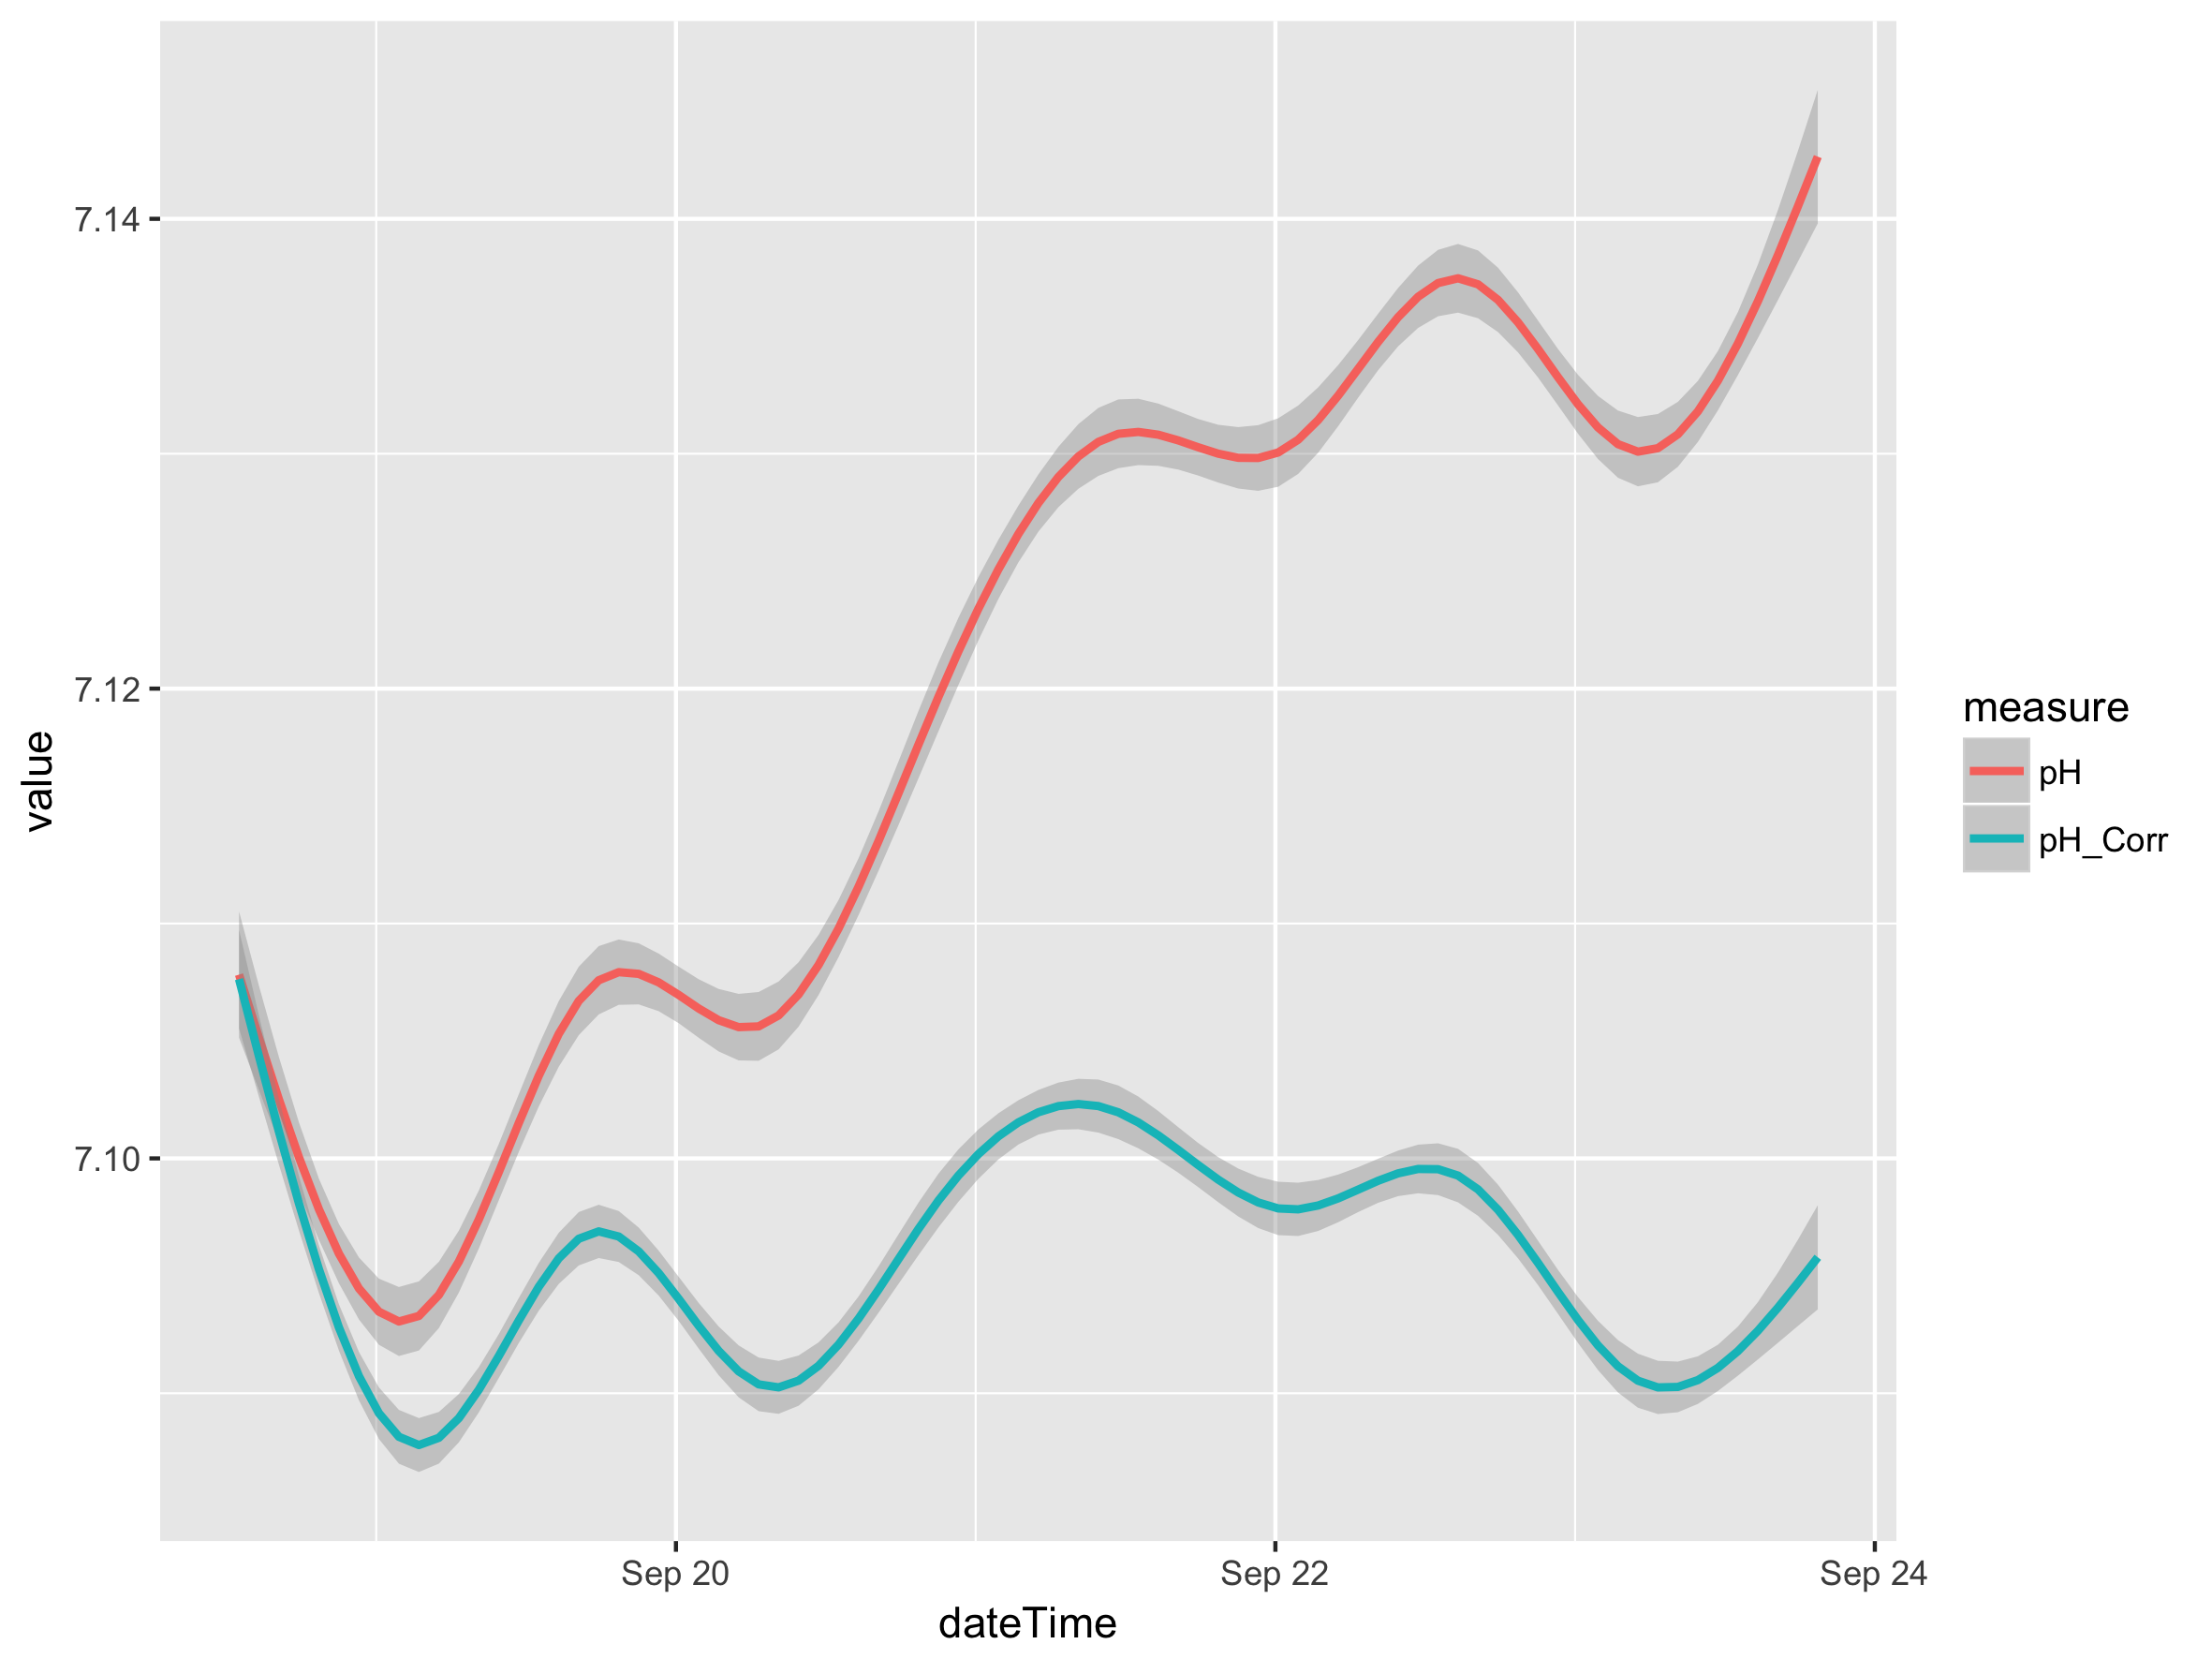 7.14
7.12
7.10
value
Sep 20
Sep 22
Sep 24
dateTime
measure
pH
pH_Corr